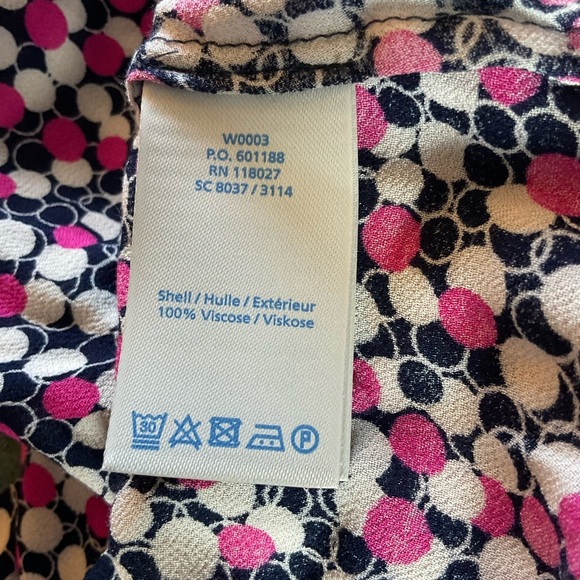 W0003
P.O. 601188
RN 118027
SC 8037 / 3114
Shell / Hulle / Extérieur
100% Viscose / Viskose
30 P